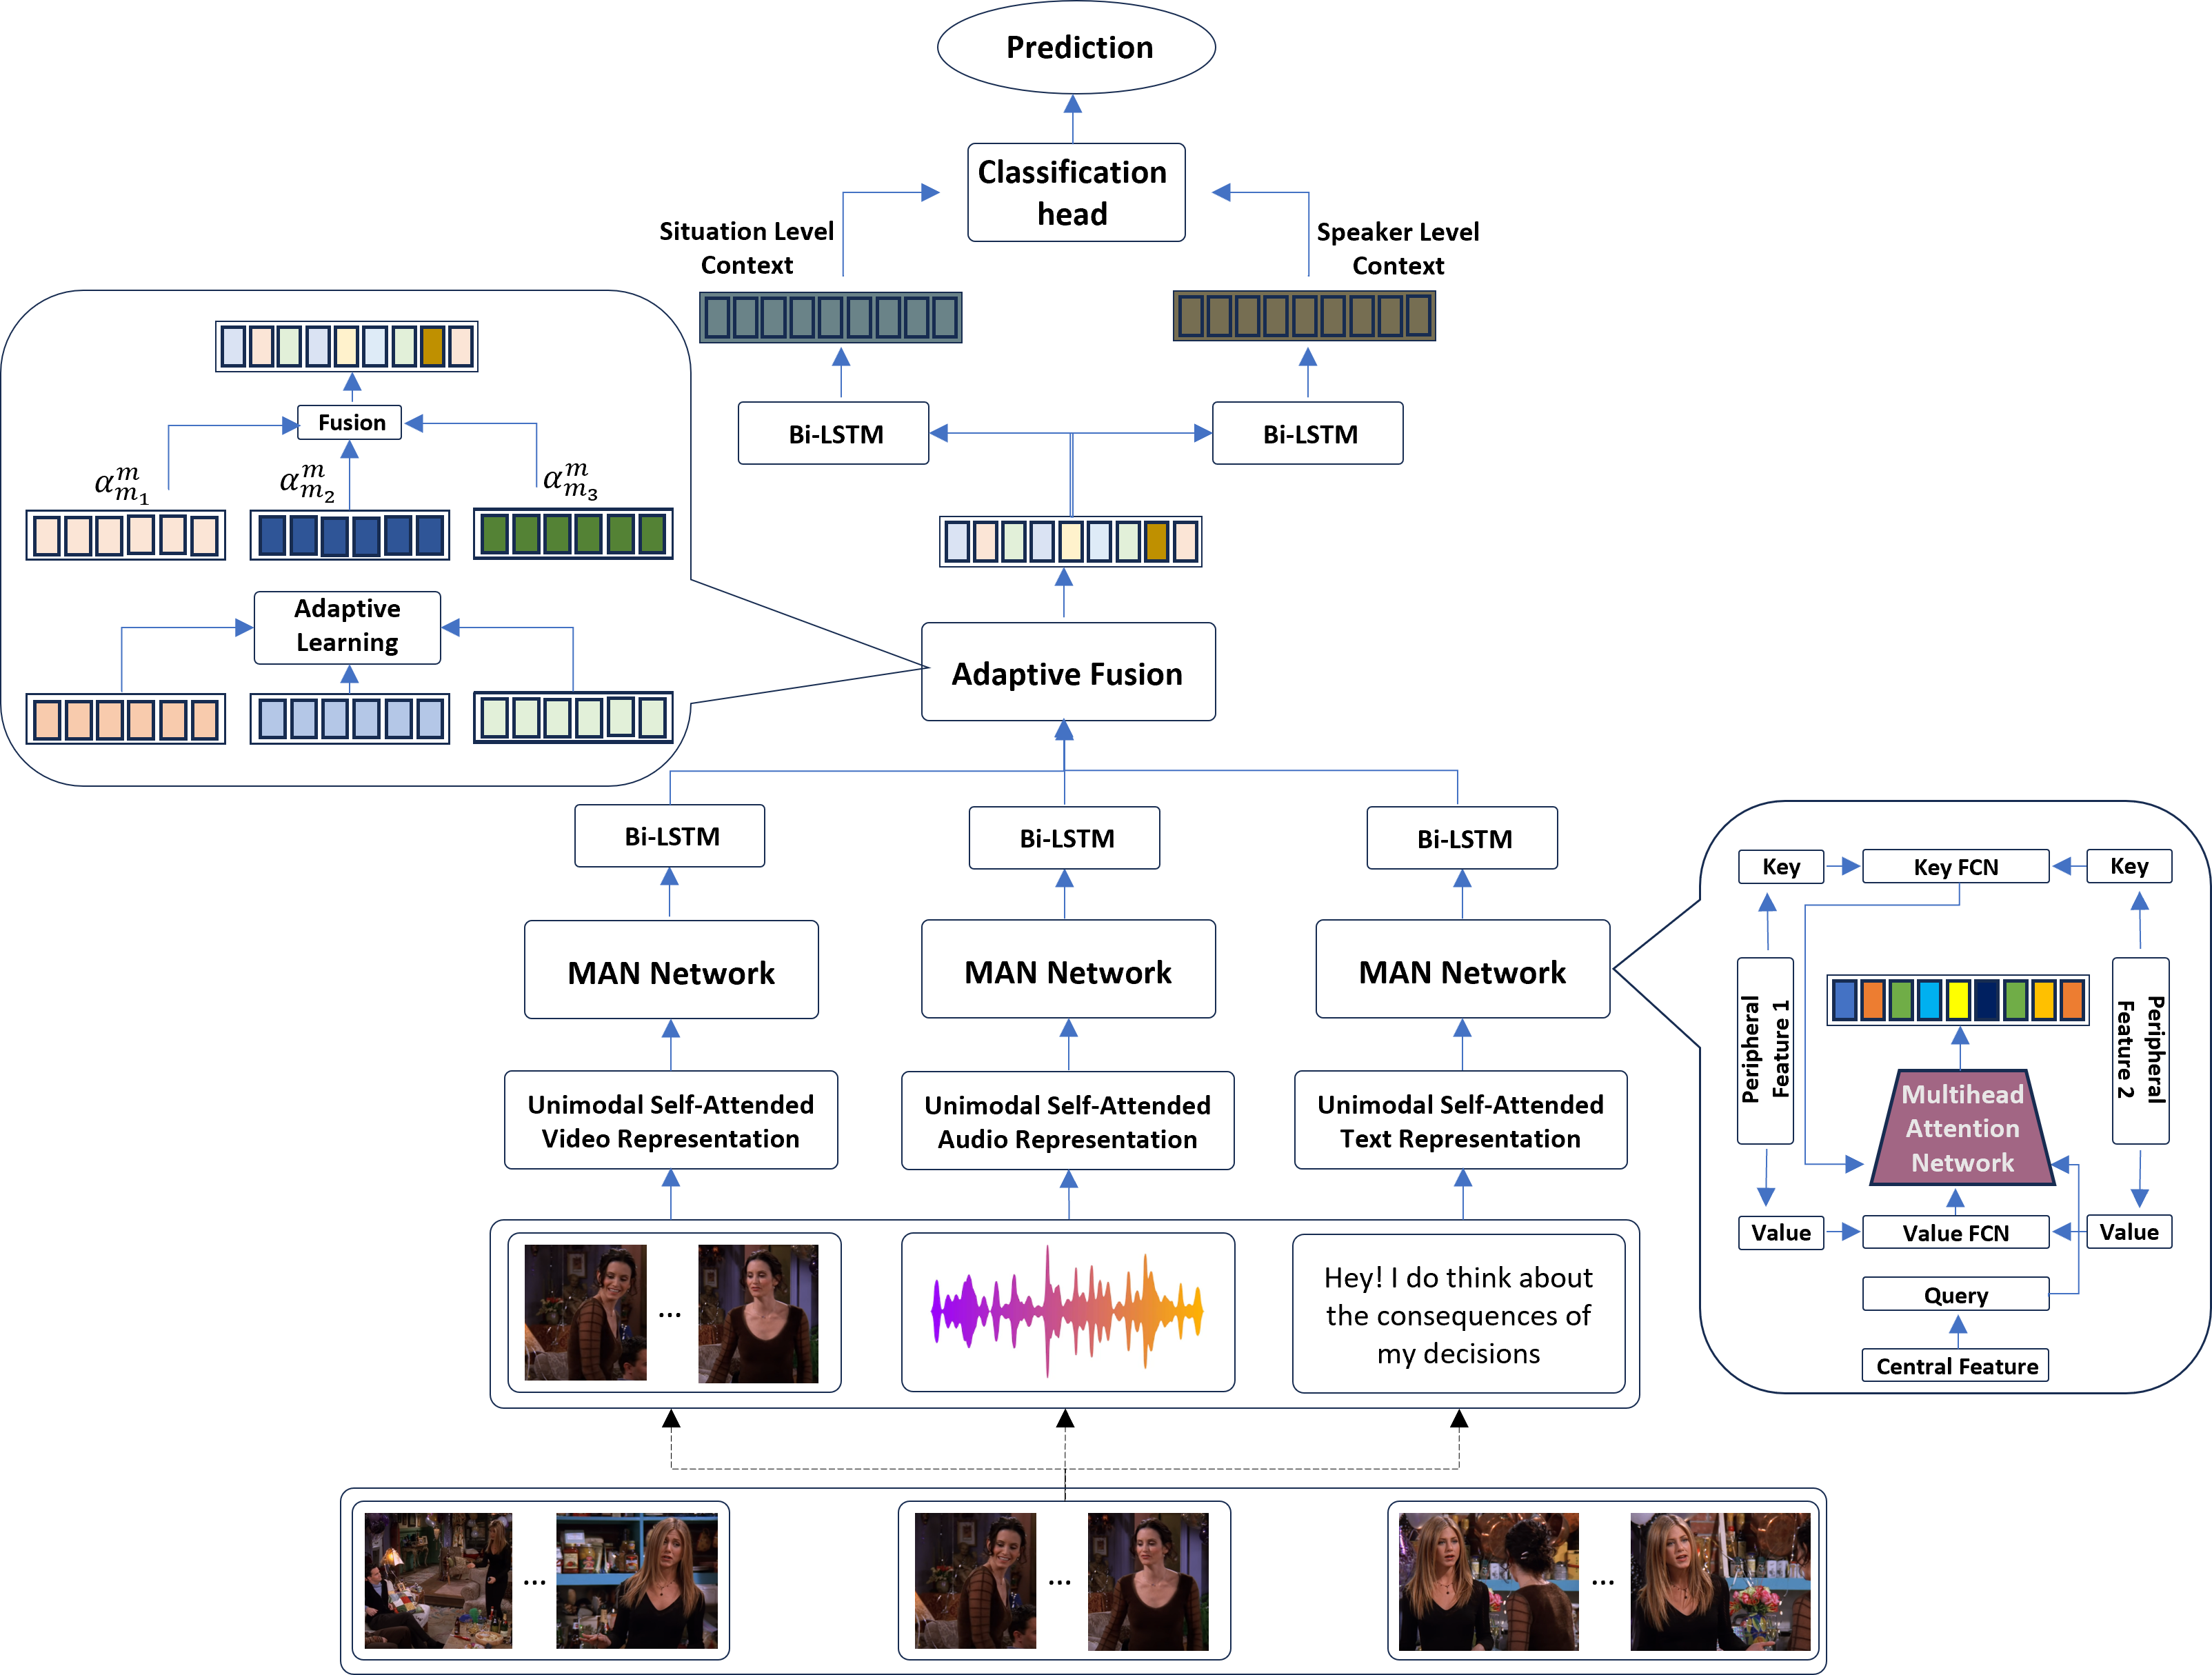 Prediction
Classification
head
Situation Level
Context
Speaker Level
Context
Bi-LSTM
Bi-LSTM
Fusion
α^m_{m_1}
α^m_{m_2}
α^m_{m_3}
Adaptive
Learning
Adaptive Fusion
Bi-LSTM
Bi-LSTM
Bi-LSTM
MAN Network
MAN Network
MAN Network
Unimodal Self-Attended
Video Representation
Unimodal Self-Attended
Audio Representation
Unimodal Self-Attended
Text Representation
...
Hey! I do think about
the consequences of
my decisions
Key
Key FCN
Key
Peripheral
Feature 1
Peripheral
Feature 2
Multihead
Attention
Network
Value
Value FCN
Value
Query
Central Feature
...
...
...